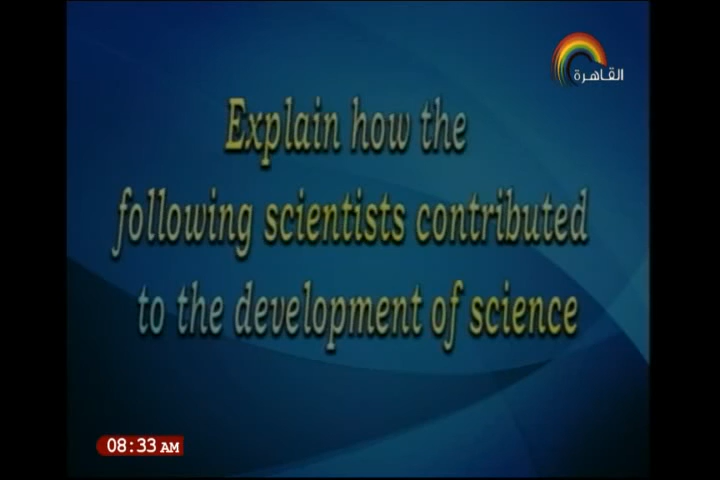 القاهرة
Explain how the
following scientists contributed
to the development of science
08:33 AM